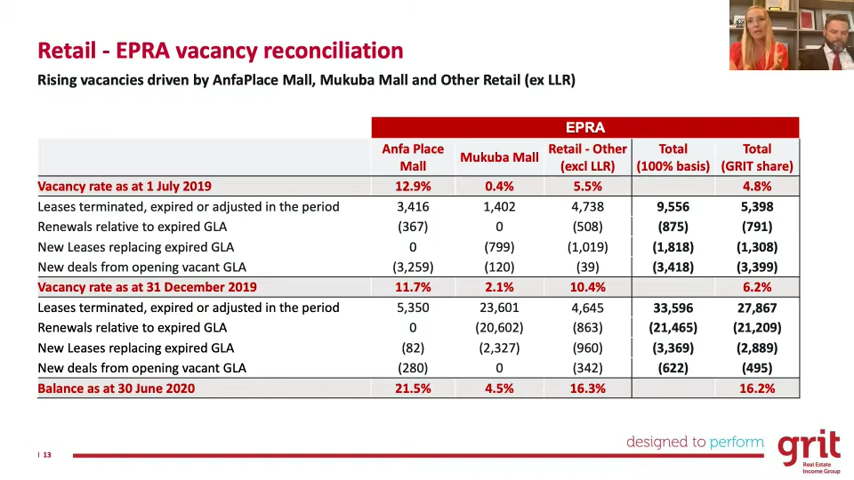 Retail - EPRA vacancy reconciliation
Rising vacancies driven by AnfaPlace Mall, Mukuba Mall and Other Retail (ex LLR)
EPRA
Anfa Place Mall Mukuba Mall Retail - Other (excl LLR) Total (100% basis) Total (GRIT share)
Vacancy rate as at 1 July 2019 12.9% 0.4% 5.5% 4.8%
Leases terminated, expired or adjusted in the period 3,416 1,402 4,738 9,556 5,398
Renewals relative to expired GLA (367) 0 (508) (875) (791)
New Leases replacing expired GLA 0 (799) (1,019) (1,818) (1,308)
New deals from opening vacant GLA (3,259) (120) (39) (3,418) (3,399)
Vacancy rate as at 31 December 2019 11.7% 2.1% 10.4% 6.2%
Leases terminated, expired or adjusted in the period 5,350 23,601 4,645 33,596 27,867
Renewals relative to expired GLA 0 (20,602) (863) (21,465) (21,209)
New Leases replacing expired GLA (82) (2,327) (960) (3,369) (2,889)
New deals from opening vacant GLA (280) 0 (342) (622) (495)
Balance as at 30 June 2020 21.5% 4.5% 16.3% 16.2%
designed to perform
grit
Real Estate
Income Group
| 13